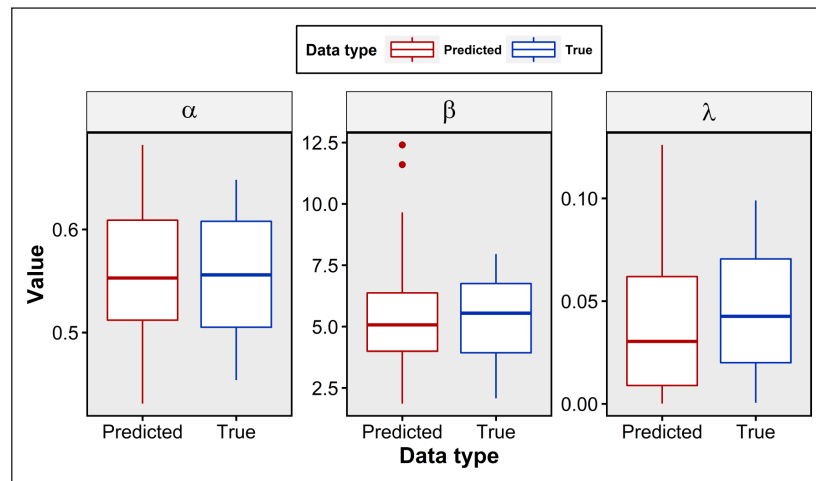 Data type Predicted True
α β λ
Value
0.6
0.5
12.5
10.0
7.5
5.0
2.5
0.10
0.05
0.00
Predicted True Predicted True Predicted True
Data type